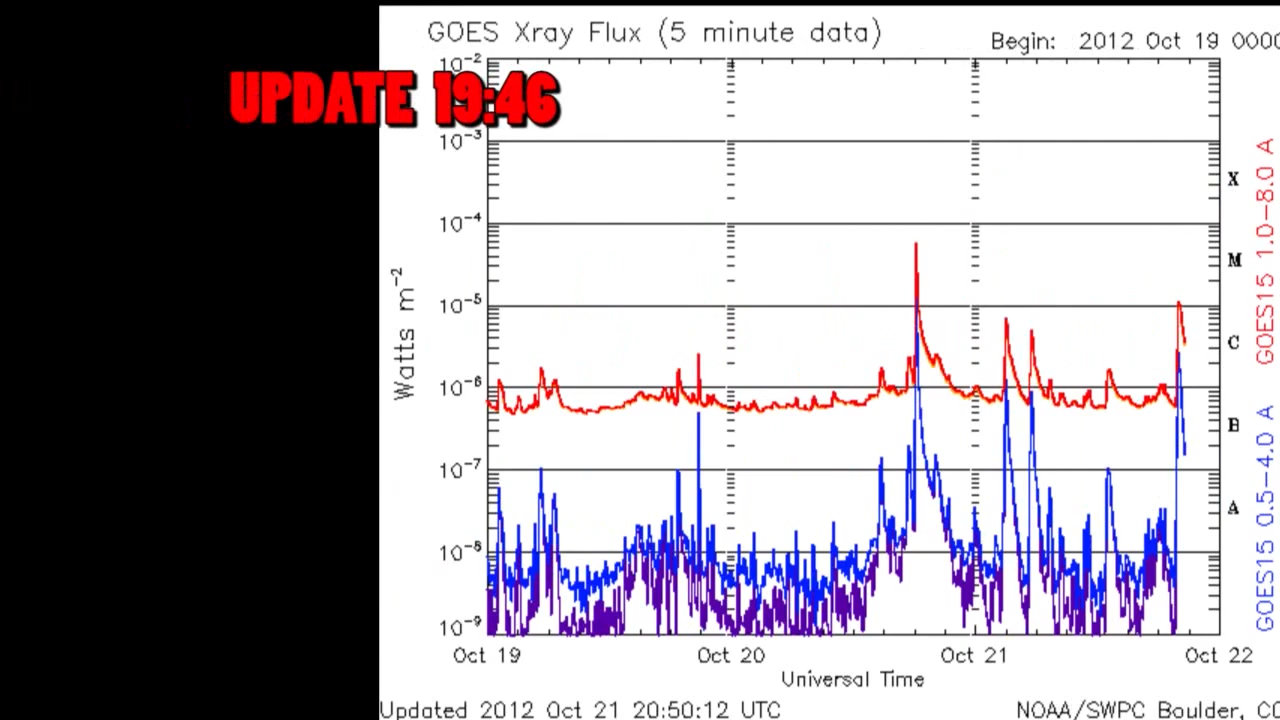 GOES Xray Flux (5 minute data)
Begin: 2012 Oct 19 0000
UPDATE 19:46
10⁻²
10⁻³
10⁻⁴
10⁻⁵
10⁻⁶
10⁻⁷
10⁻⁸
10⁻⁹
Watts m⁻²
X
M
C
B
A
GOES15 1.0-8.0 A
GOES15 0.5-4.0 A
Oct 19 Oct 20 Oct 21 Oct 22
Universal Time
Updated 2012 Oct 21 20:50:12 UTC
NOAA/SWPC Boulder, CO